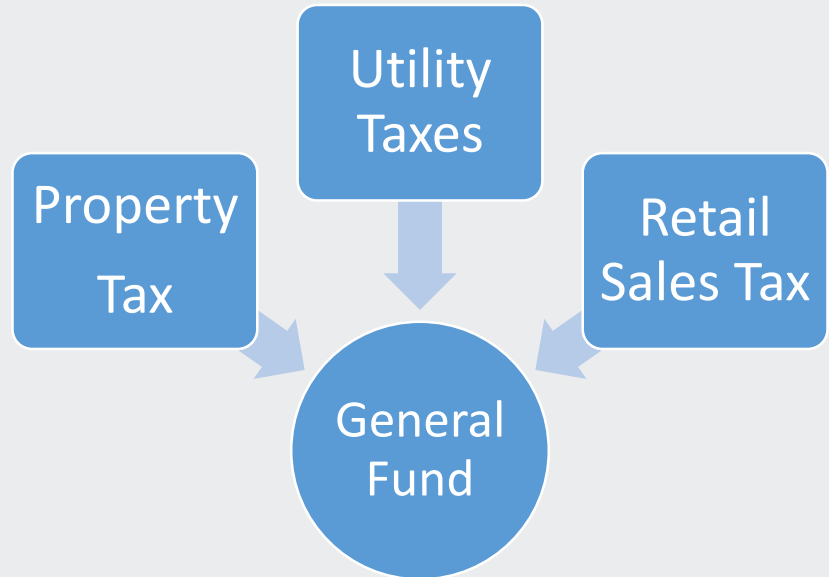 Utility
Taxes
Property
Tax
Retail
Sales Tax
General
Fund